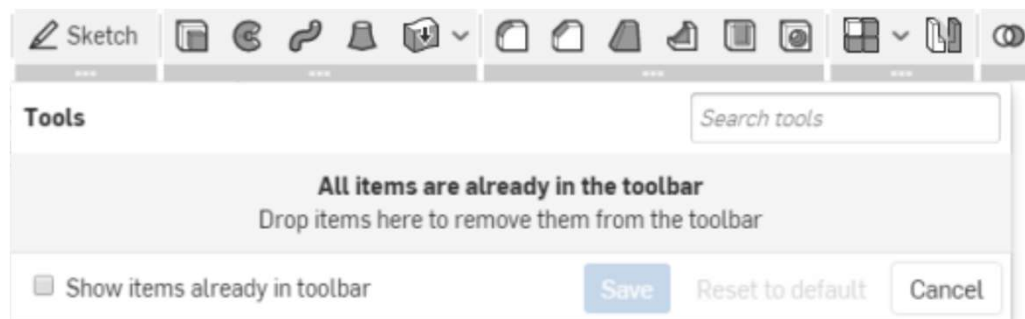 Sketch
Tools
Search tools
All items are already in the toolbar
Drop items here to remove them from the toolbar
Show items already in toolbar
Save
Reset to default
Cancel